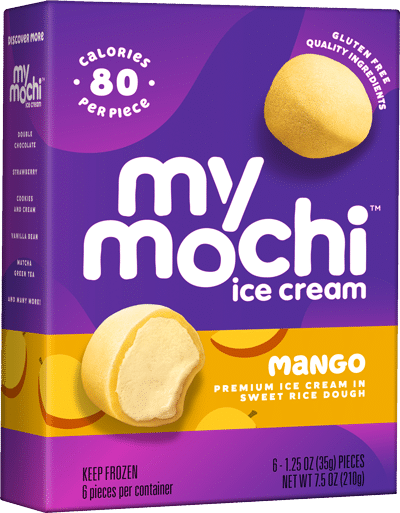 DISCOVER MORE
my
mochi
ice cream
DOUBLE
CHOCOLATE
STRAWBERRY
COOKIES
AND CREAM
VANILLA BEAN
MATCHA
GREEN TEA
AND MANY MORE!
CALORIES
• 80 •
PER PIECE
GLUTEN FREE
QUALITY INGREDIENTS
my
mochi™
ice cream
MANGO
PREMIUM ICE CREAM IN
SWEET RICE DOUGH
KEEP FROZEN
6 pieces per container
6 - 1.25 OZ (35g) PIECES
NET WT 7.5 OZ (210g)